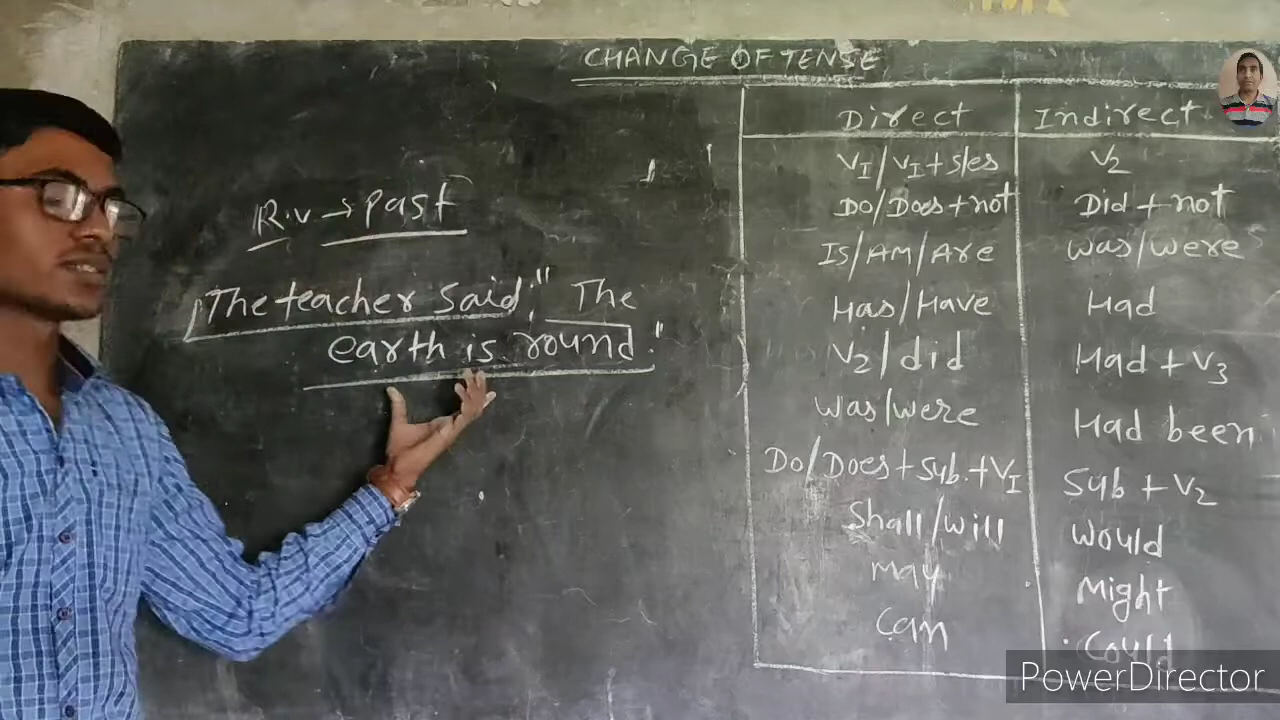 CHANGE OF TENSE
R.V → Past
The teacher said, "The
earth is round."
Direct Indirect
V1/V1+s/es V2
Do/Does+not Did+not
Is/Am/Are was/were
Has/Have Had
V2/did Had+V3
was/were Had been
Do/Does+Sub.+V1 Sub+V2
Shall/will Would
May Might
Can Could
PowerDirector